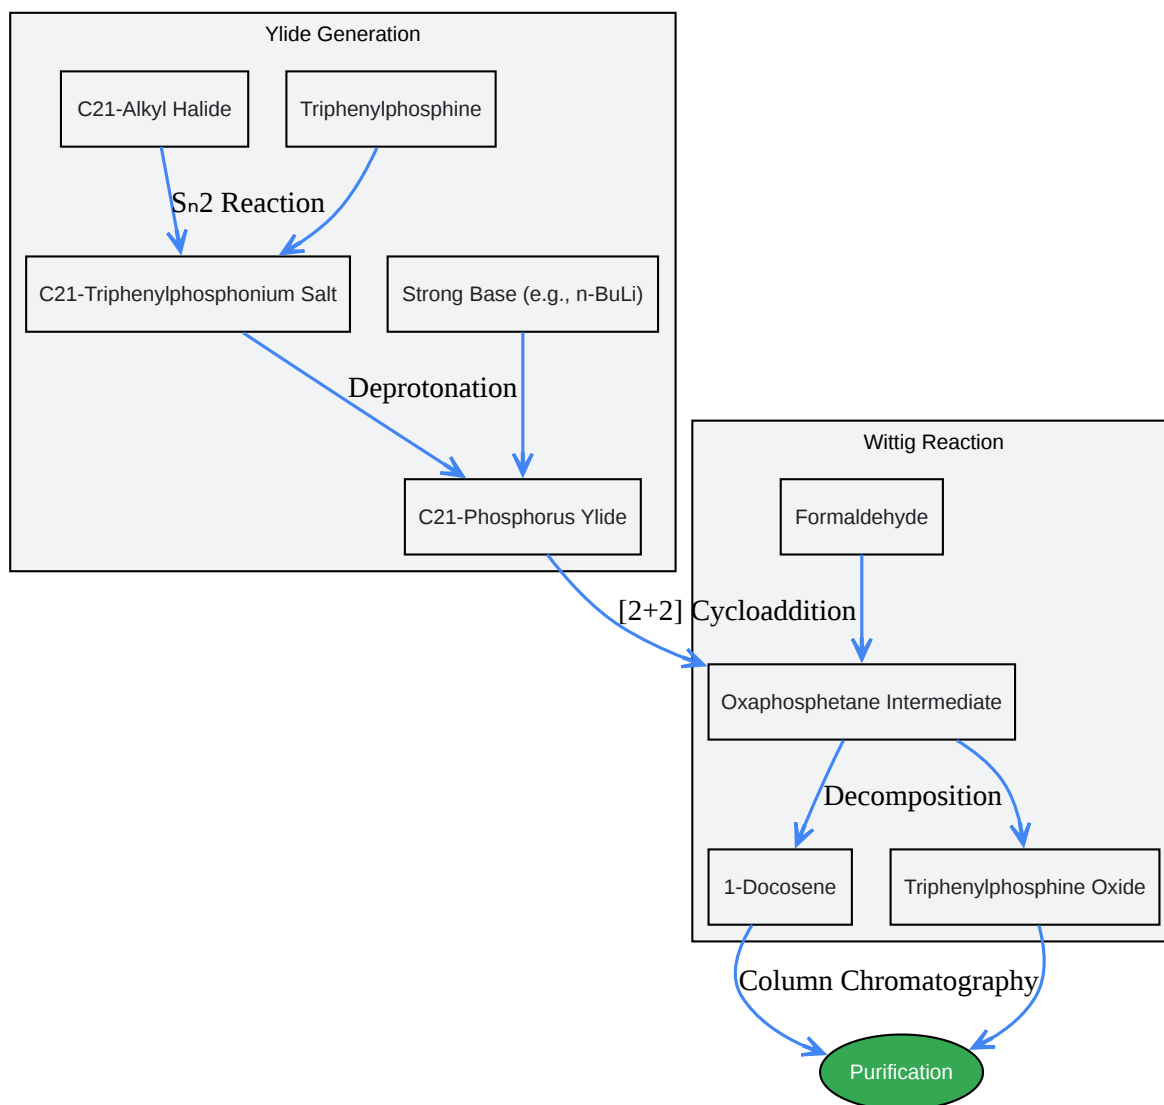 Ylide Generation
C21-Alkyl Halide
Triphenylphosphine
Sₙ2 Reaction
C21-Triphenylphosphonium Salt
Strong Base (e.g., n-BuLi)
Deprotonation
C21-Phosphorus Ylide
Wittig Reaction
Formaldehyde
[2+2] Cycloaddition
Oxaphosphetane Intermediate
Decomposition
1-Docosene
Triphenylphosphine Oxide
Column Chromatography
Purification